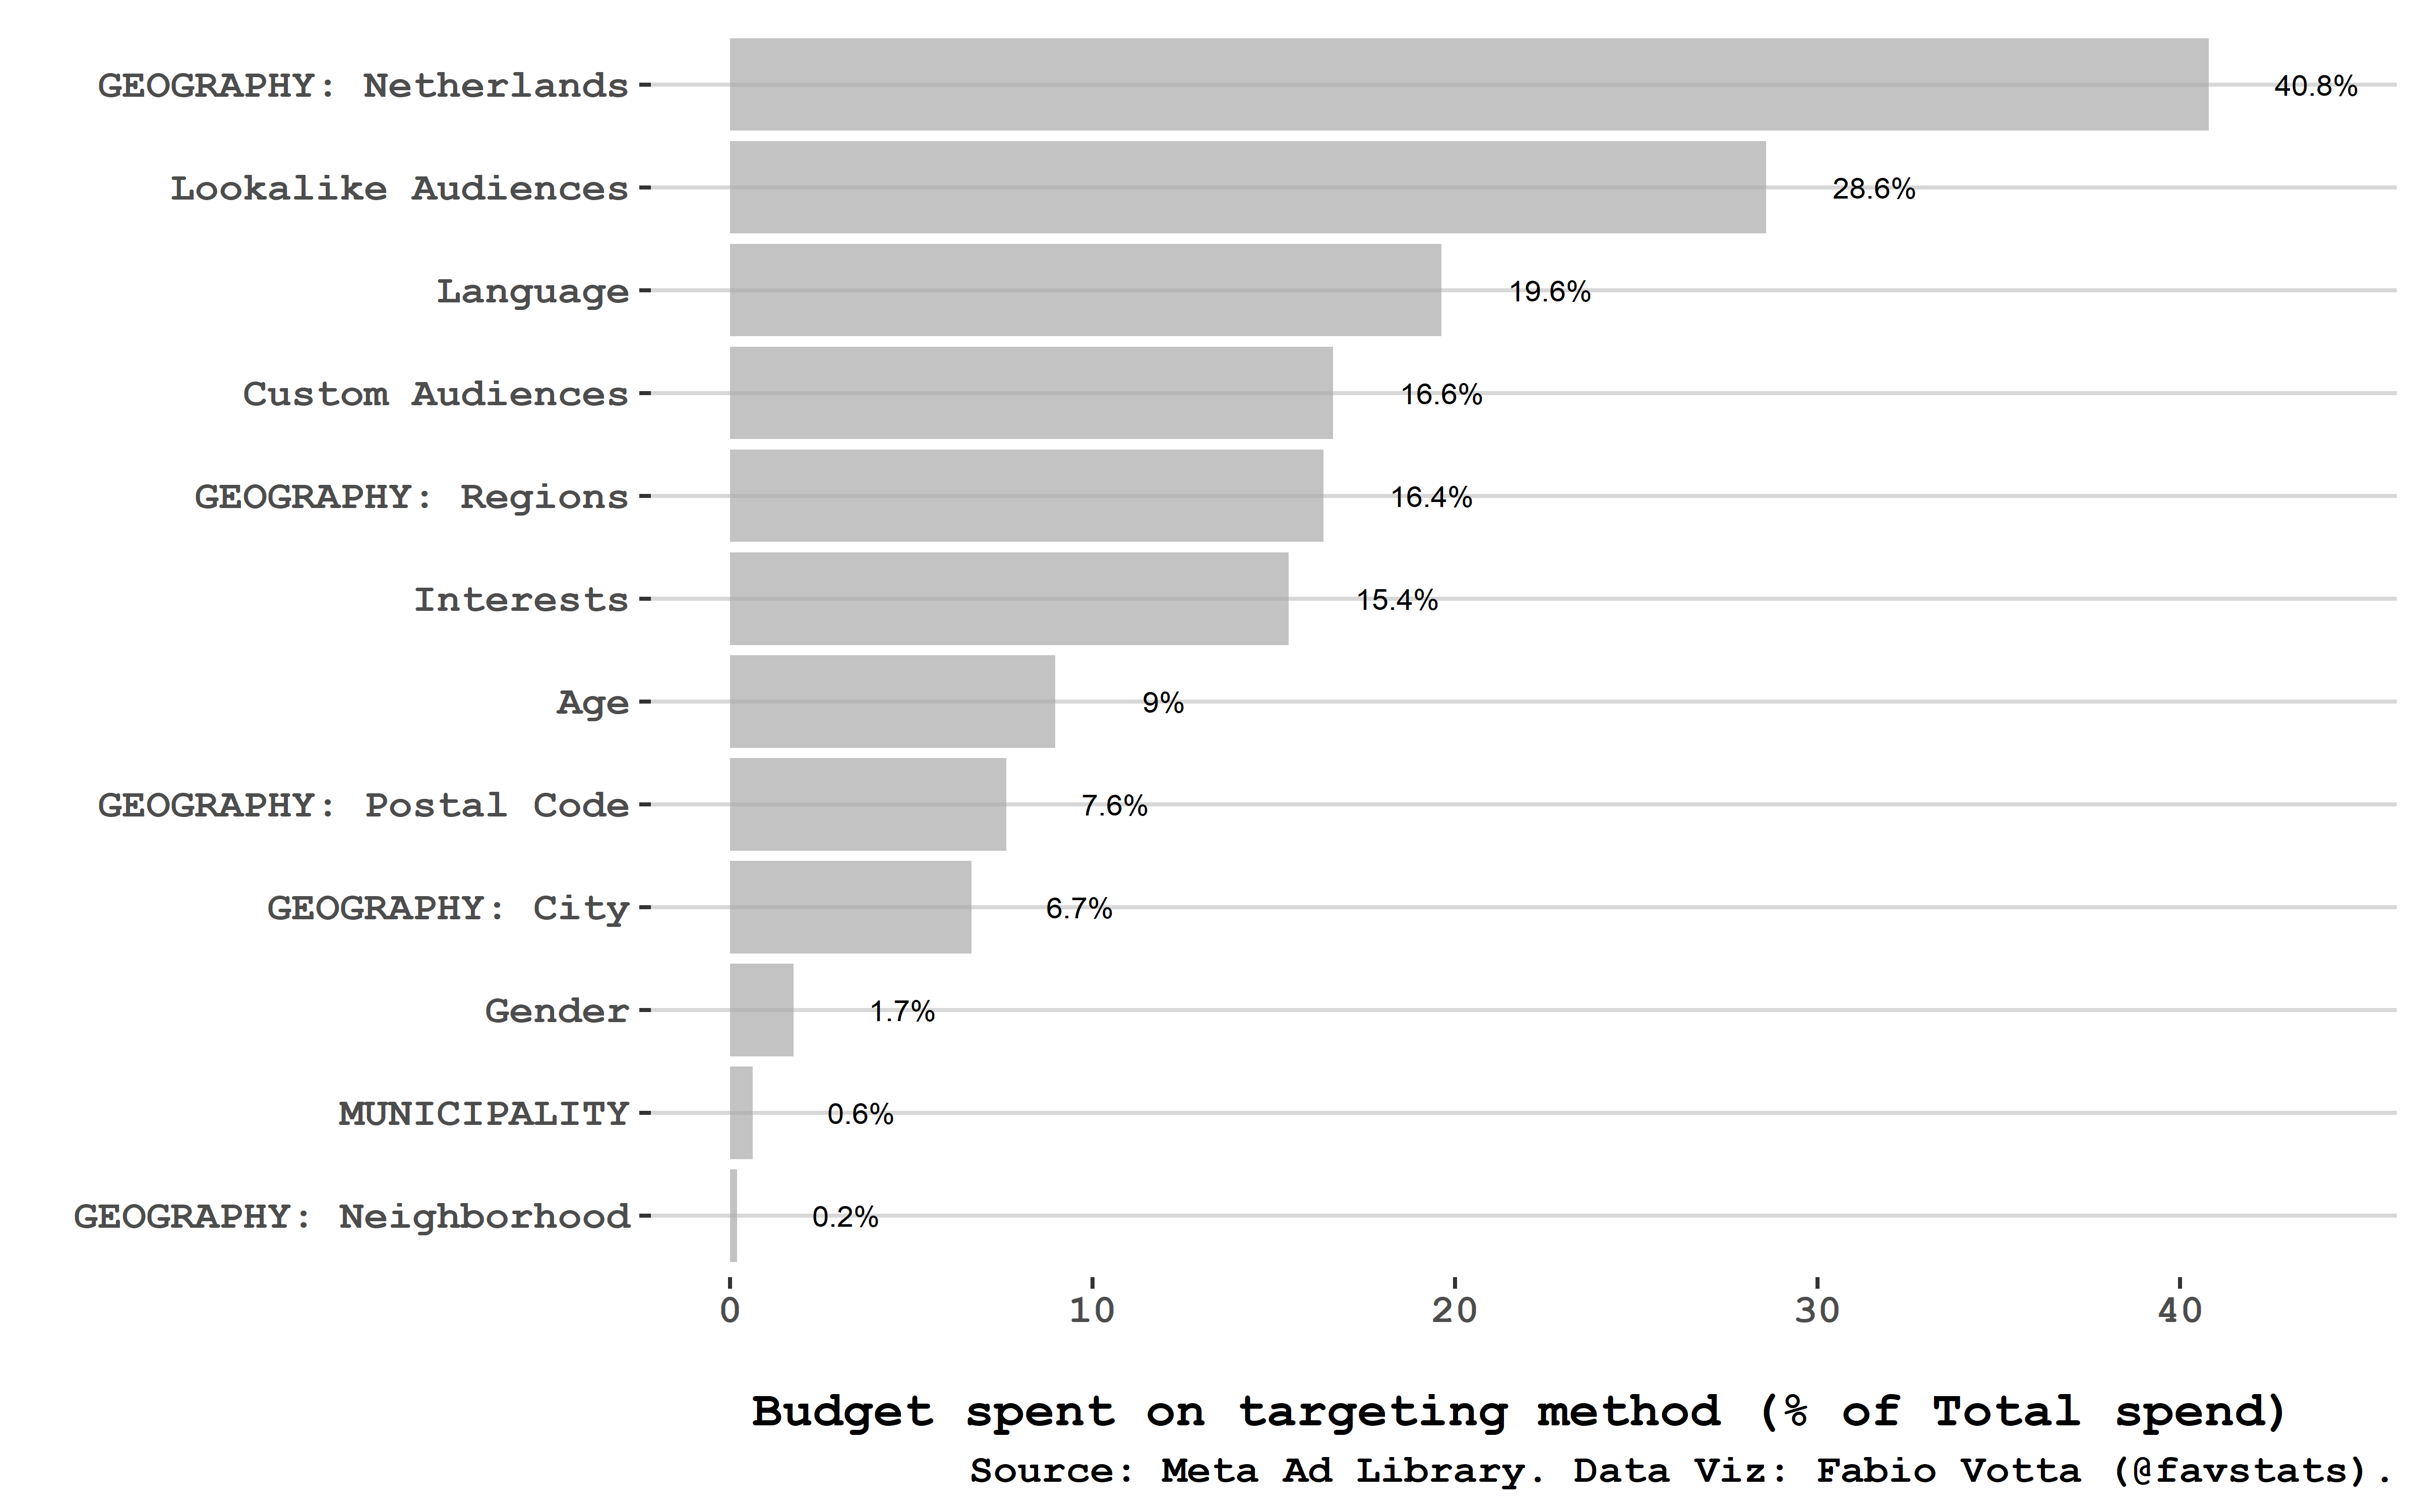 GEOGRAPHY: Netherlands 40.8%
Lookalike Audiences 28.6%
Language 19.6%
Custom Audiences 16.6%
GEOGRAPHY: Regions 16.4%
Interests 15.4%
Age 9%
GEOGRAPHY: Postal Code 7.6%
GEOGRAPHY: City 6.7%
Gender 1.7%
MUNICIPALITY 0.6%
GEOGRAPHY: Neighborhood 0.2%
0 10 20 30 40
Budget spent on targeting method (% of Total spend)
Source: Meta Ad Library. Data Viz: Fabio Votta (@favstats).